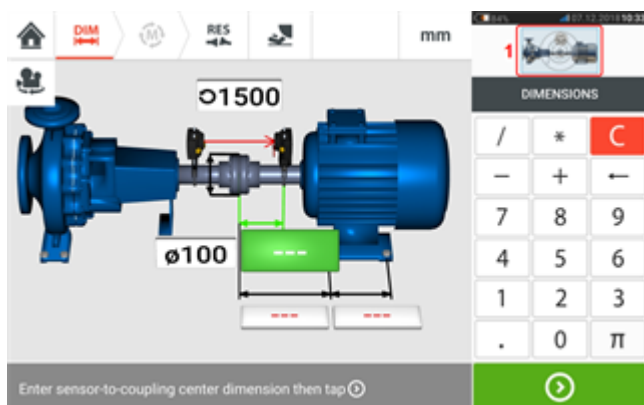 DIM
M
RES
mm
84%
07.12.2018 10:33
1
DIMENSIONS
1500
ø100
---
---
---
/ * C
− + ←
7 8 9
4 5 6
1 2 3
. 0 π
Enter sensor-to-coupling center dimension then tap